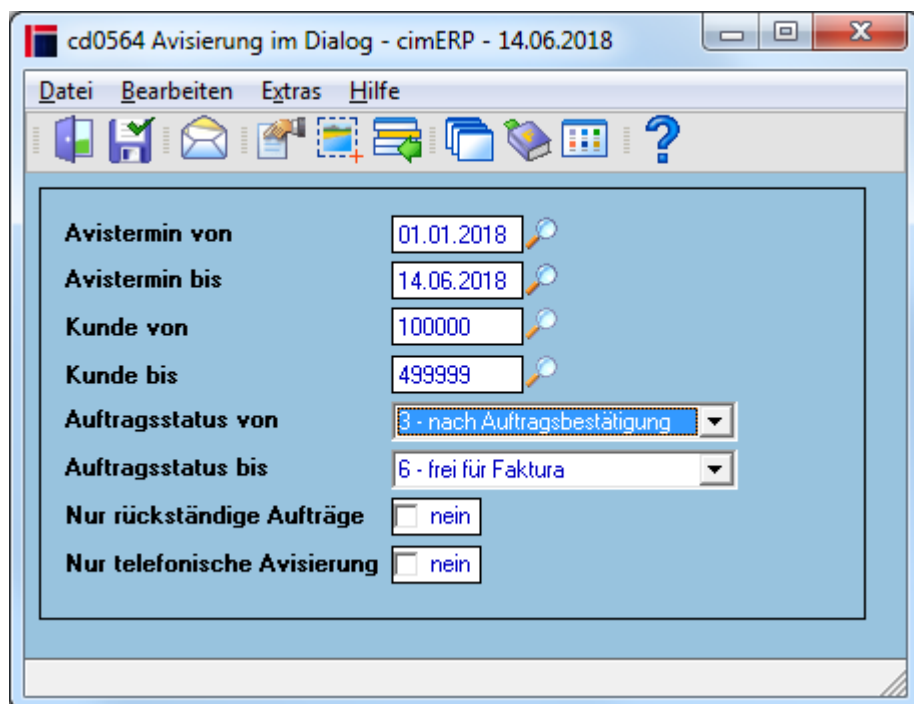 cd0564 Avisierung im Dialog - cimERP - 14.06.2018
Datei Bearbeiten Extras Hilfe
Avistermin von 01.01.2018
Avistermin bis 14.06.2018
Kunde von 100000
Kunde bis 499999
Auftragsstatus von 3 - nach Auftragsbestätigung
Auftragsstatus bis 6 - frei für Faktura
Nur rückständige Aufträge nein
Nur telefonische Avisierung nein